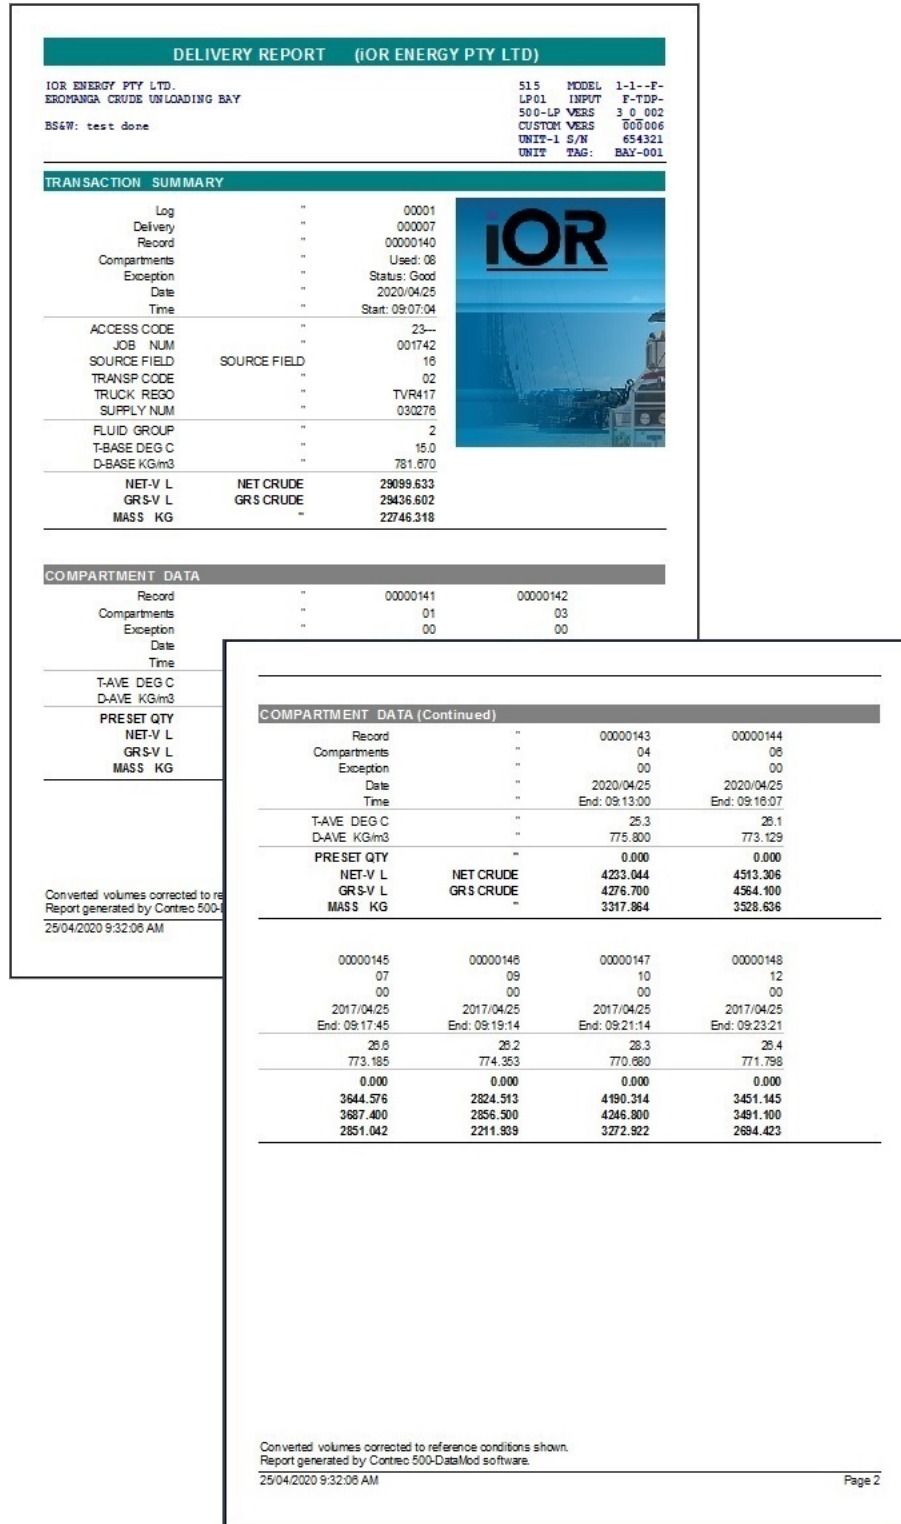 DELIVERY REPORT (iOR ENERGY PTY LTD)
IOR ENERGY PTY LTD. 515 MODEL 1-1--F-
EROMANGA CRUDE UNLOADING BAY LP01 INPUT F-TDP-
500-LP VERS 3_0_002
BS&W: test done CUSTOM VERS 000006
UNIT-1 S/N 654321
UNIT TAG: BAY-001
TRANSACTION SUMMARY
Log " 00001
Delivery " 000007
Record " 00000140
Compartments " Used: 08
Exception " Status: Good
Date " 2020/04/25
Time " Start: 09:07:04
iOR
ACCESS CODE " 23---
JOB NUM " 001742
SOURCE FIELD SOURCE FIELD 16
TRANSP CODE " 02
TRUCK REGO " TVR417
SUPPLY NUM " 030276
FLUID GROUP " 2
T-BASE DEG C " 15.0
D-BASE KG/m3 " 781.670
NET-V L NET CRUDE 29099.633
GRS-V L GRS CRUDE 29436.602
MASS KG " 22746.318
COMPARTMENT DATA
Record " 00000141 00000142
Compartments " 01 03
Exception " 00 00
Date
Time
T-AVE DEG C
D-AVE KG/m3
PRESET QTY
NET-V L
GRS-V L
MASS KG
Converted volumes corrected to re
Report generated by Contrec 500-
25/04/2020 9:32:06 AM
COMPARTMENT DATA (Continued)
Record " 00000143 00000144
Compartments " 04 06
Exception " 00 00
Date " 2020/04/25 2020/04/25
Time " End: 09:13:00 End: 09:16:07
T-AVE DEG C " 25.3 26.1
D-AVE KG/m3 " 775.800 773.129
PRESET QTY " 0.000 0.000
NET-V L NET CRUDE 4233.044 4513.306
GRS-V L GRS CRUDE 4276.700 4564.100
MASS KG " 3317.864 3528.636
00000145 00000146 00000147 00000148
07 09 10 12
00 00 00 00
2017/04/25 2017/04/25 2017/04/25 2017/04/25
End: 09:17:45 End: 09:19:14 End: 09:21:14 End: 09:23:21
26.6 26.2 28.3 26.4
773.185 774.353 770.680 771.798
0.000 0.000 0.000 0.000
3644.576 2824.513 4190.314 3451.145
3687.400 2856.500 4246.800 3491.100
2851.042 2211.939 3272.922 2694.423
Converted volumes corrected to reference conditions shown.
Report generated by Contrec 500-DataMod software.
25/04/2020 9:32:06 AM Page 2